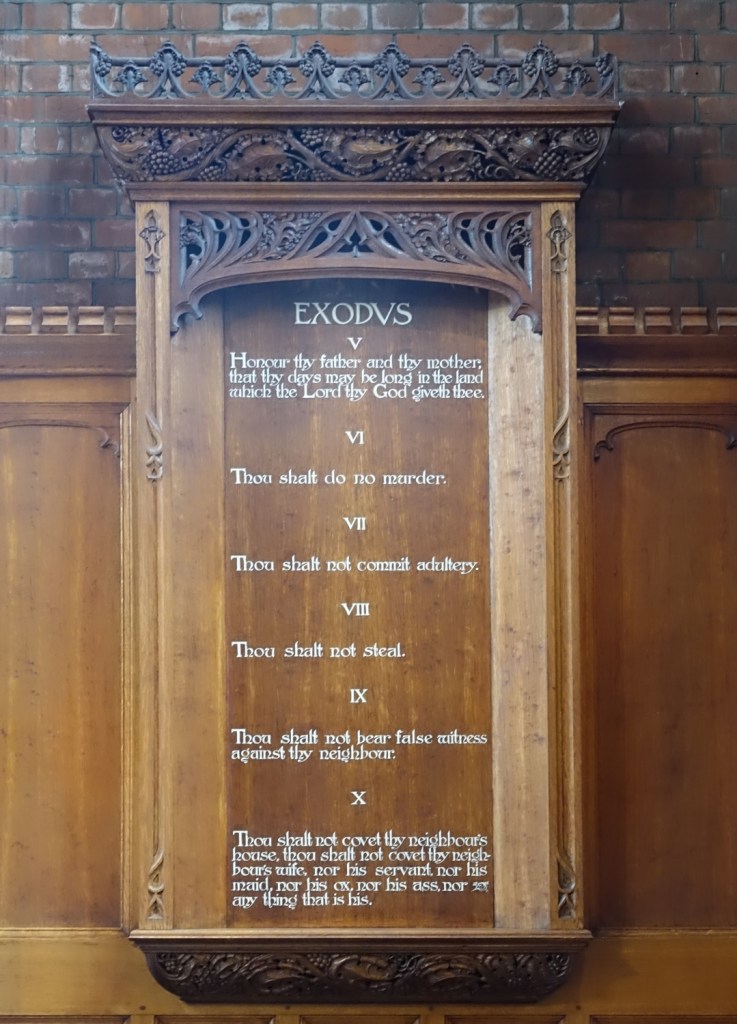 EXODVS
V
Honour thy father and thy mother,
that thy days may be long in the land
which the Lord thy God giveth thee.
VI
Thou shalt do no murder.
VII
Thou shalt not commit adultery.
VIII
Thou shalt not steal.
IX
Thou shalt not bear false witness
against thy neighbour.
X
Thou shalt not covet thy neighbour's
house, thou shalt not covet thy neigh-
bour's wife, nor his servant, nor his
maid, nor his ox, nor his ass, nor
any thing that is his.